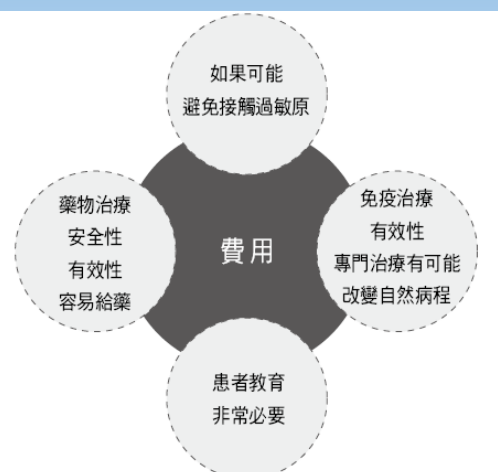 如果可能
避免接觸過敏原
藥物治療
安全性
有效性
容易給藥
費用
免疫治療
有效性
專門治療有可能
改變自然病程
患者教育
非常必要